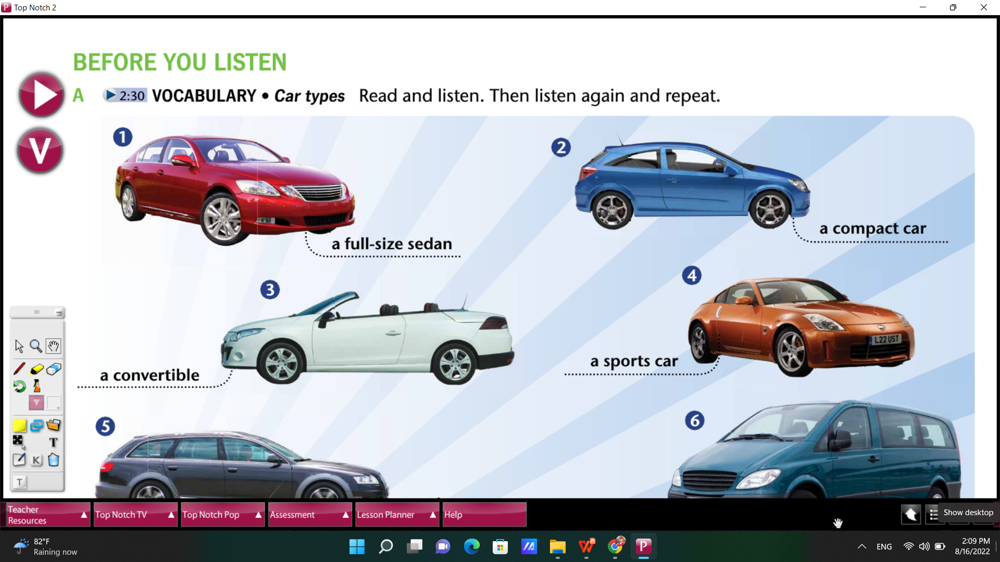 Top Notch 2
BEFORE YOU LISTEN
A 2:30 VOCABULARY • Car types Read and listen. Then listen again and repeat.
V
1
2
a compact car
a full-size sedan
3
4
L22 UST
a sports car
a convertible
5
6
T
K
T
Teacher Resources
Top Notch TV
Top Notch Pop
Assessment
Lesson Planner
Help
Show desktop
82°F
Raining now
P
ENG
2:09 PM
8/16/2022